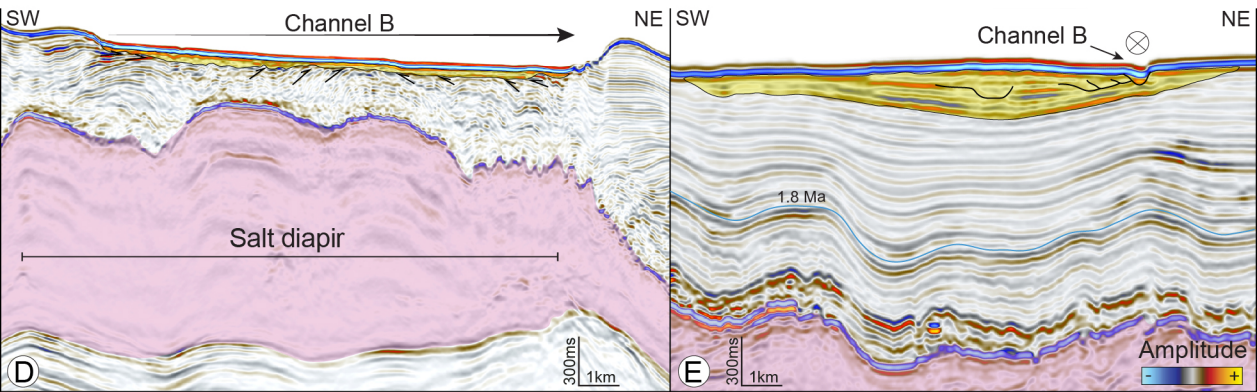 SW
Channel B
NE
Salt diapir
300ms
1km
D
SW
NE
Channel B
1.8 Ma
300ms
1km
E
Amplitude
- +